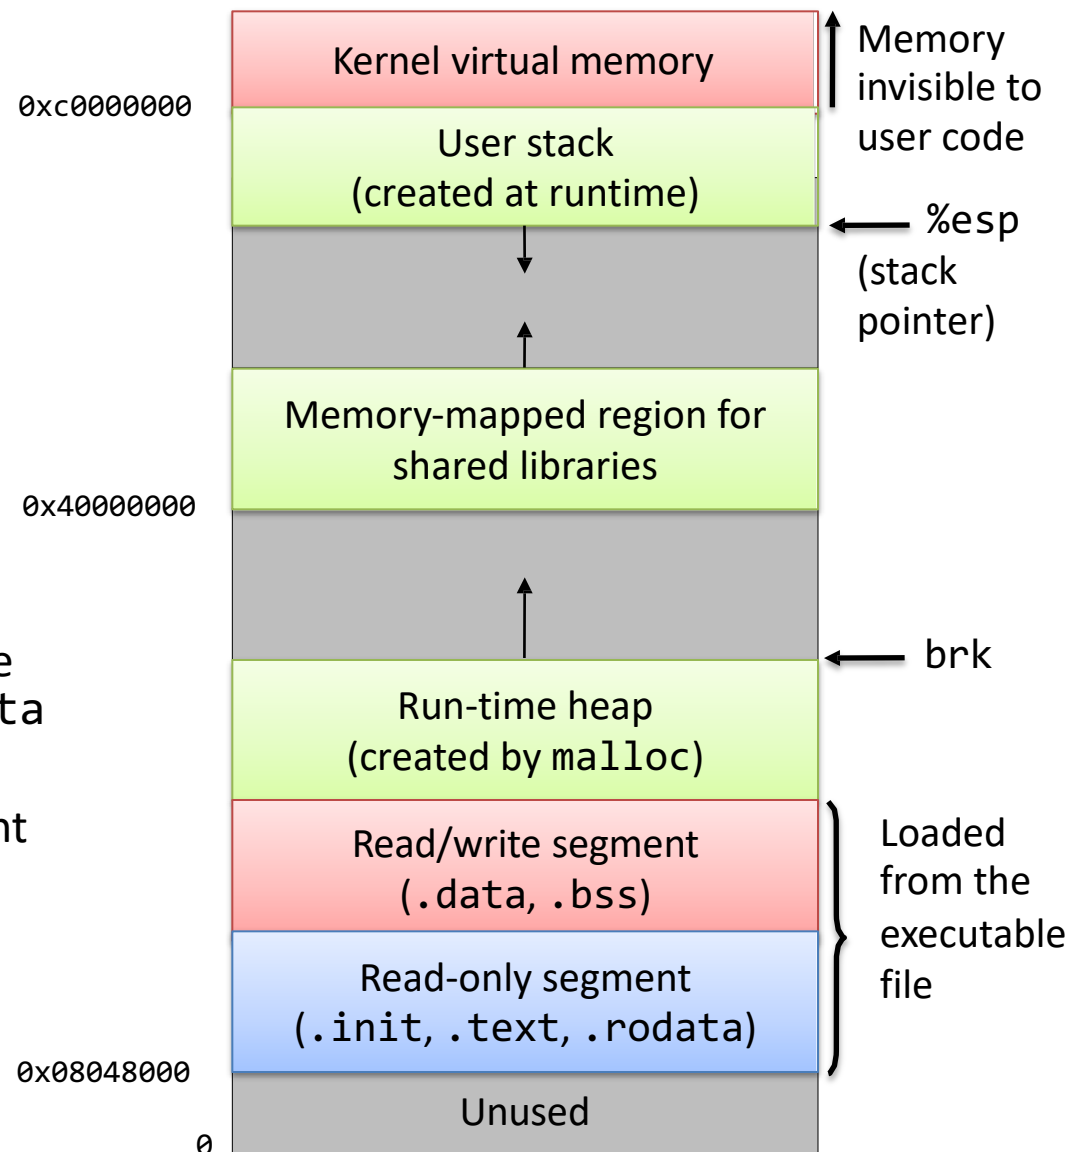 Kernel virtual memory
Memory
invisible to
user code
0xc0000000
User stack
(created at runtime)
%esp
(stack
pointer)
Memory-mapped region for
shared libraries
0x40000000
brk
e
ta
nt
Run-time heap
(created by malloc)
Read/write segment
(.data, .bss)
Loaded
from the
executable
file
Read-only segment
(.init, .text, .rodata)
0x08048000
Unused
0